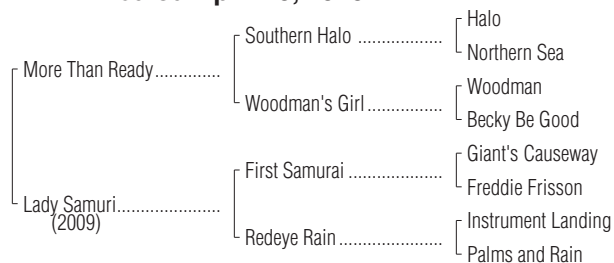 Halo
Southern Halo ..................
Northern Sea
More Than Ready..............
Woodman
Woodman's Girl................
Becky Be Good
Giant's Causeway
First Samurai ....................
Freddie Frisson
Lady Samuri......................
(2009)
Instrument Landing
Redeye Rain ......................
Palms and Rain